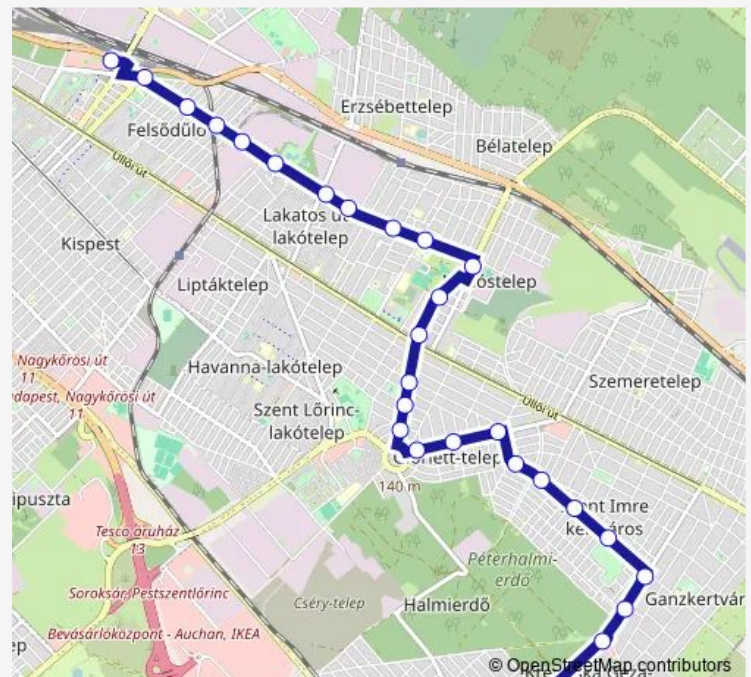 Erzsébettelep
Felsődűlő
Bélatelep
Üllői út
Lakatos ú
lakótelep
Kispest
Liptáktelep
Nagykőrösi út
11
Havanna-lakótelep
Szemeretelep
dapest, Nagykőrösi út
11
Szent Lőrinc-
lakótelep
Üllői út
140 m
ipuszta
Tesco áruház
13
Péterhalmi-
erdő
Soroksár, Pestszentlőrinc
Cséry-telep
Halmierdő
Ganzkertvár
Bevásárlóközpont - Auchan, IKEA
ep
© OpenStreetMap contributors